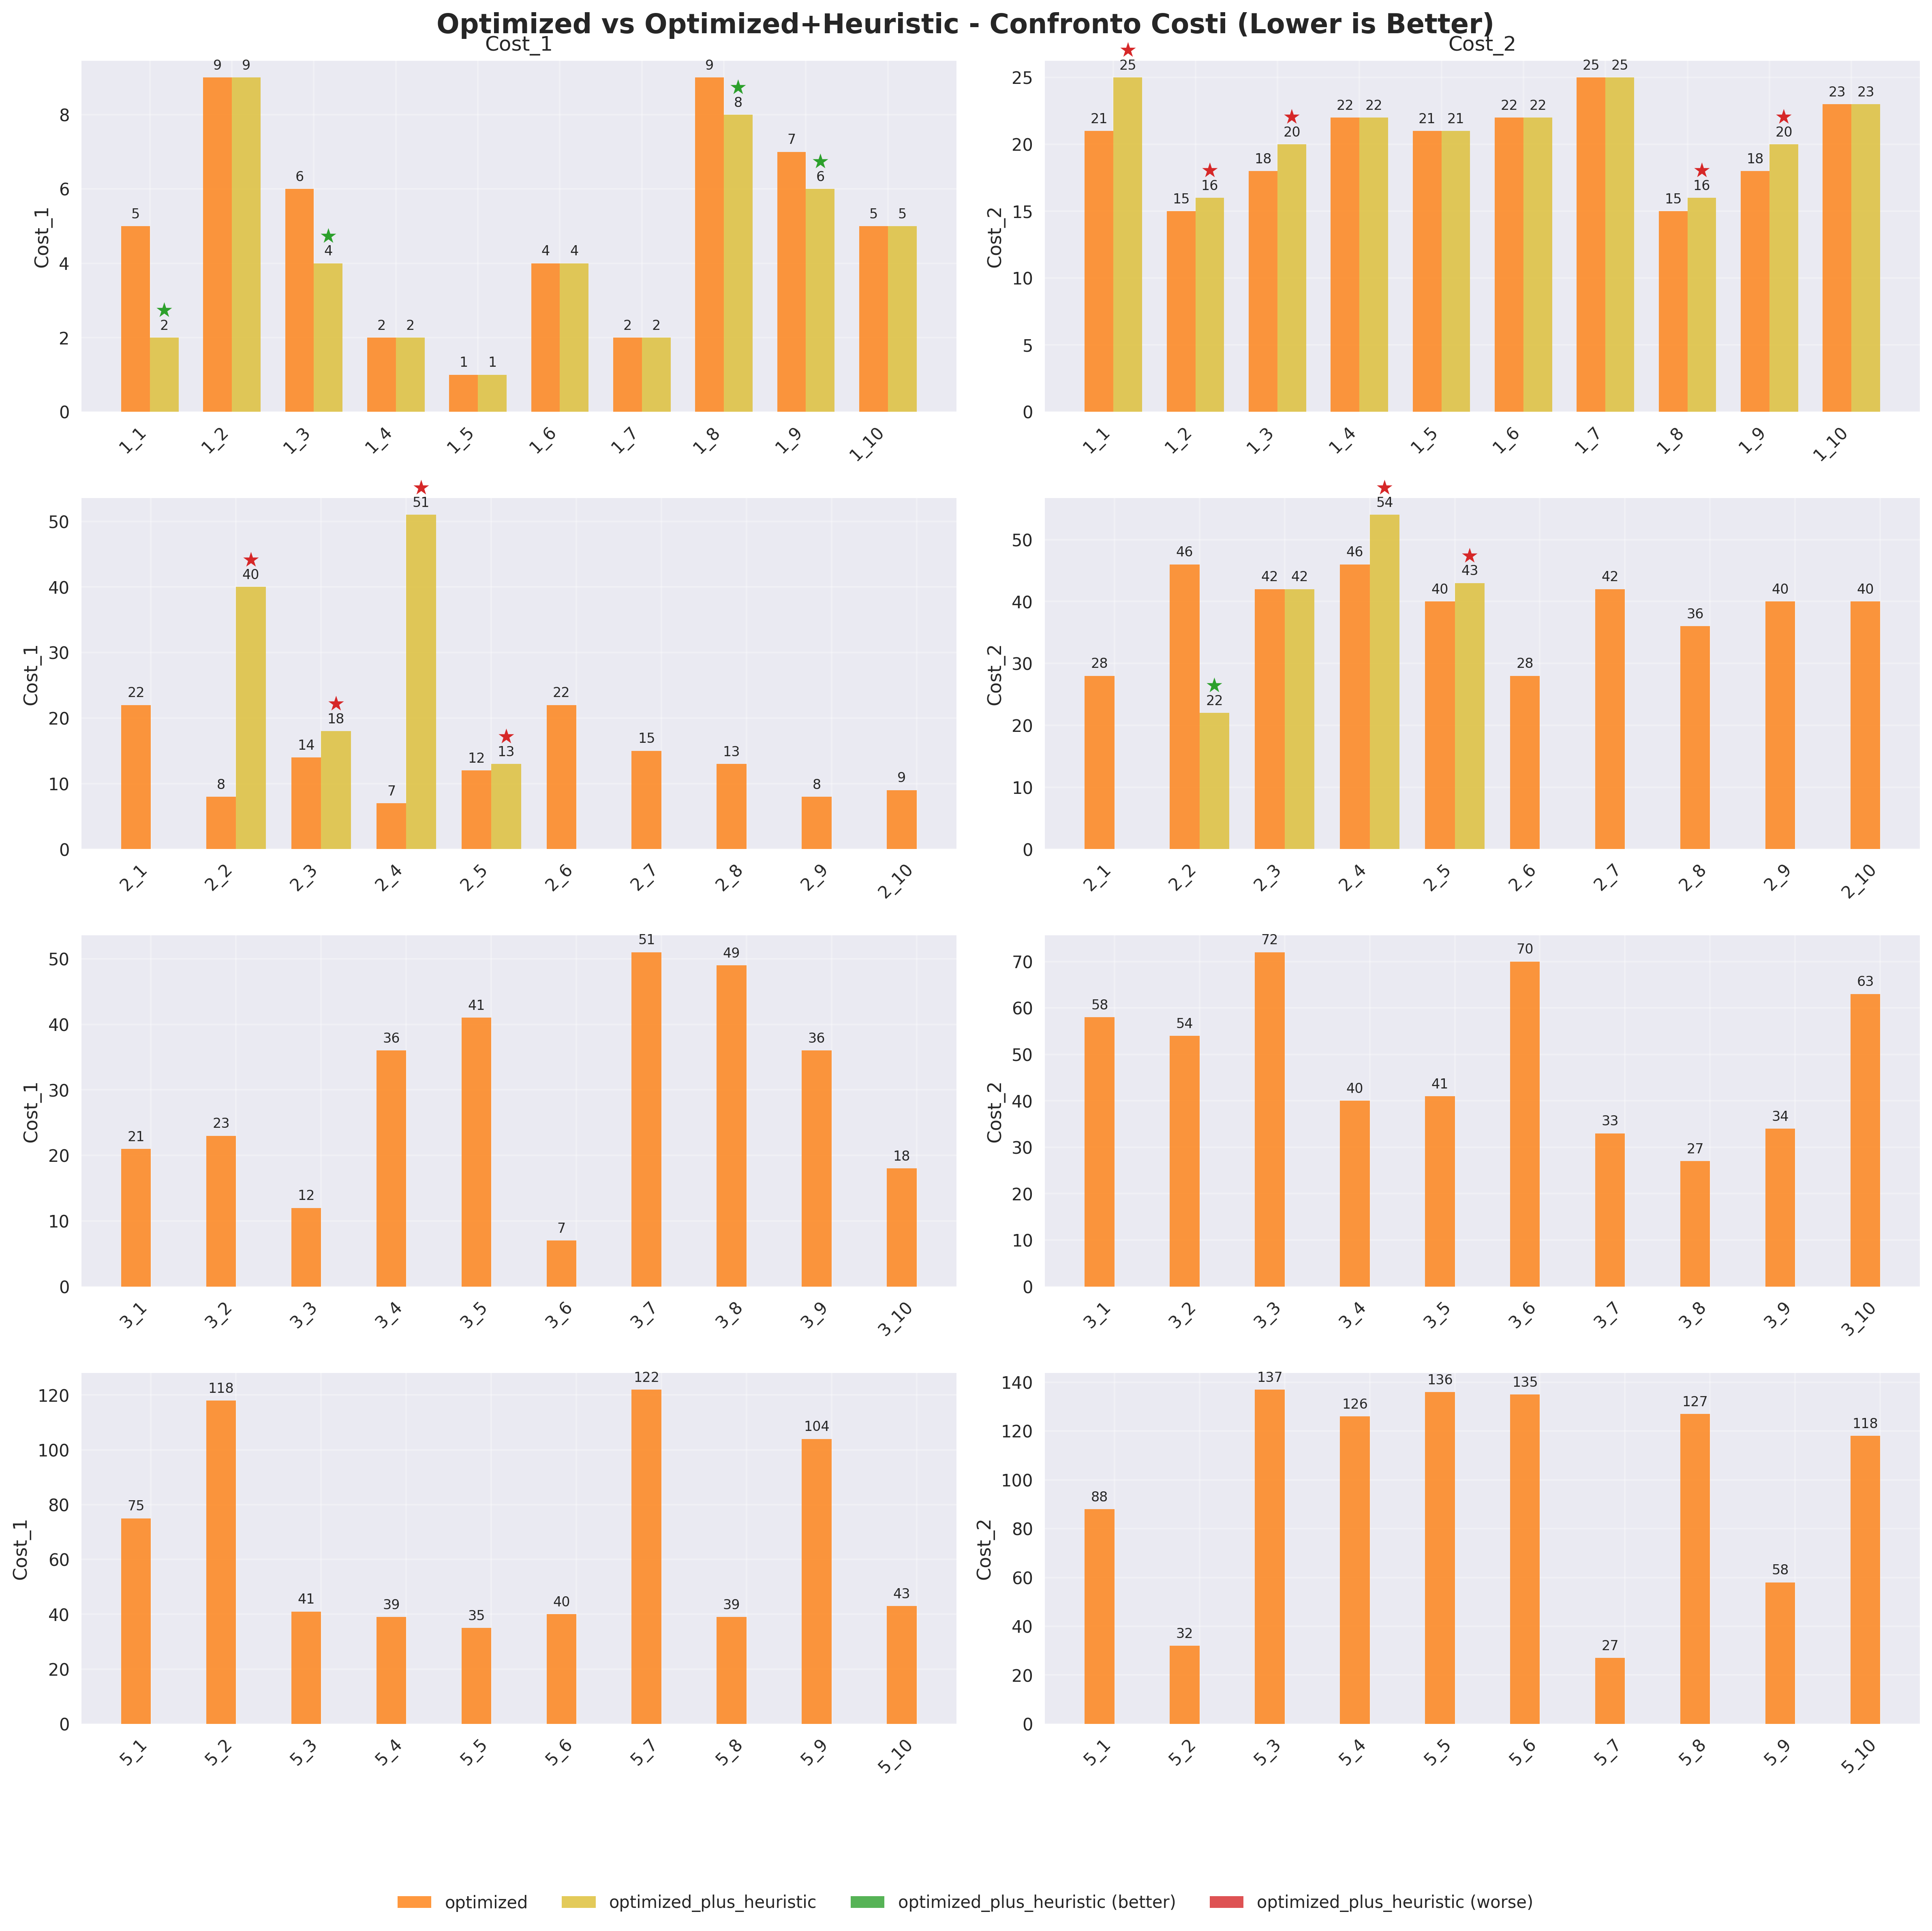 Optimized vs Optimized+Heuristic - Confronto Costi (Lower is Better)
Cost_1
Cost_1
8
6
4
2
0
5 2 9 9 6 4 2 2 1 1 4 4 2 2 9 8 7 6 5 5
1_1 1_2 1_3 1_4 1_5 1_6 1_7 1_8 1_9 1_10
Cost_2
Cost_2
25
20
15
10
5
0
21 25 15 16 18 20 22 22 21 21 22 22 25 25 15 16 18 20 23 23
1_1 1_2 1_3 1_4 1_5 1_6 1_7 1_8 1_9 1_10
Cost_1
50
40
30
20
10
0
22 8 40 14 18 7 51 12 13 22 15 13 8 9
2_1 2_2 2_3 2_4 2_5 2_6 2_7 2_8 2_9 2_10
Cost_2
50
40
30
20
10
0
28 46 22 42 42 46 54 40 43 28 42 36 40 40
2_1 2_2 2_3 2_4 2_5 2_6 2_7 2_8 2_9 2_10
Cost_1
50
40
30
20
10
0
21 23 12 36 41 7 51 49 36 18
3_1 3_2 3_3 3_4 3_5 3_6 3_7 3_8 3_9 3_10
Cost_2
70
60
50
40
30
20
10
0
58 54 72 40 41 70 33 27 34 63
3_1 3_2 3_3 3_4 3_5 3_6 3_7 3_8 3_9 3_10
Cost_1
120
100
80
60
40
20
0
75 118 41 39 35 40 122 39 104 43
5_1 5_2 5_3 5_4 5_5 5_6 5_7 5_8 5_9 5_10
Cost_2
140
120
100
80
60
40
20
0
88 32 137 126 136 135 27 127 58 118
5_1 5_2 5_3 5_4 5_5 5_6 5_7 5_8 5_9 5_10
optimized optimized_plus_heuristic optimized_plus_heuristic (better) optimized_plus_heuristic (worse)